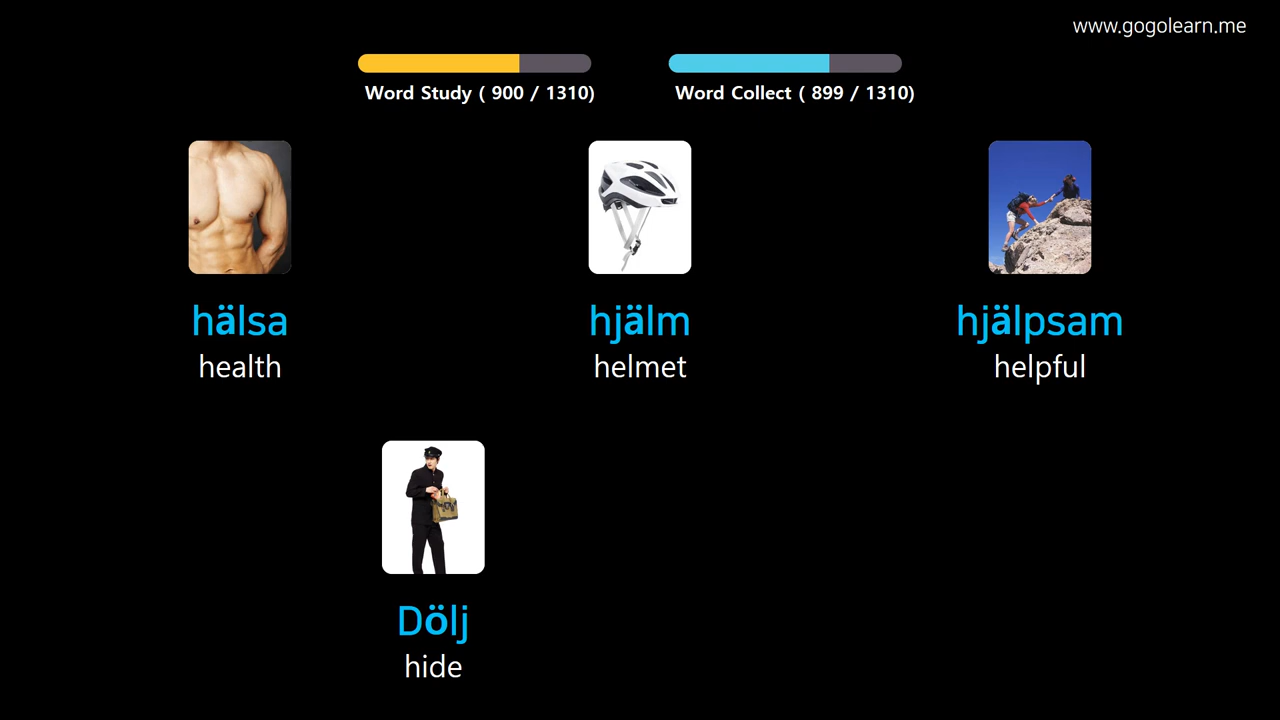 www.gogolearn.me
Word Study ( 900 / 1310)
Word Collect ( 899 / 1310)
hälsa
health
hjälm
helmet
hjälpsam
helpful
Dölj
hide